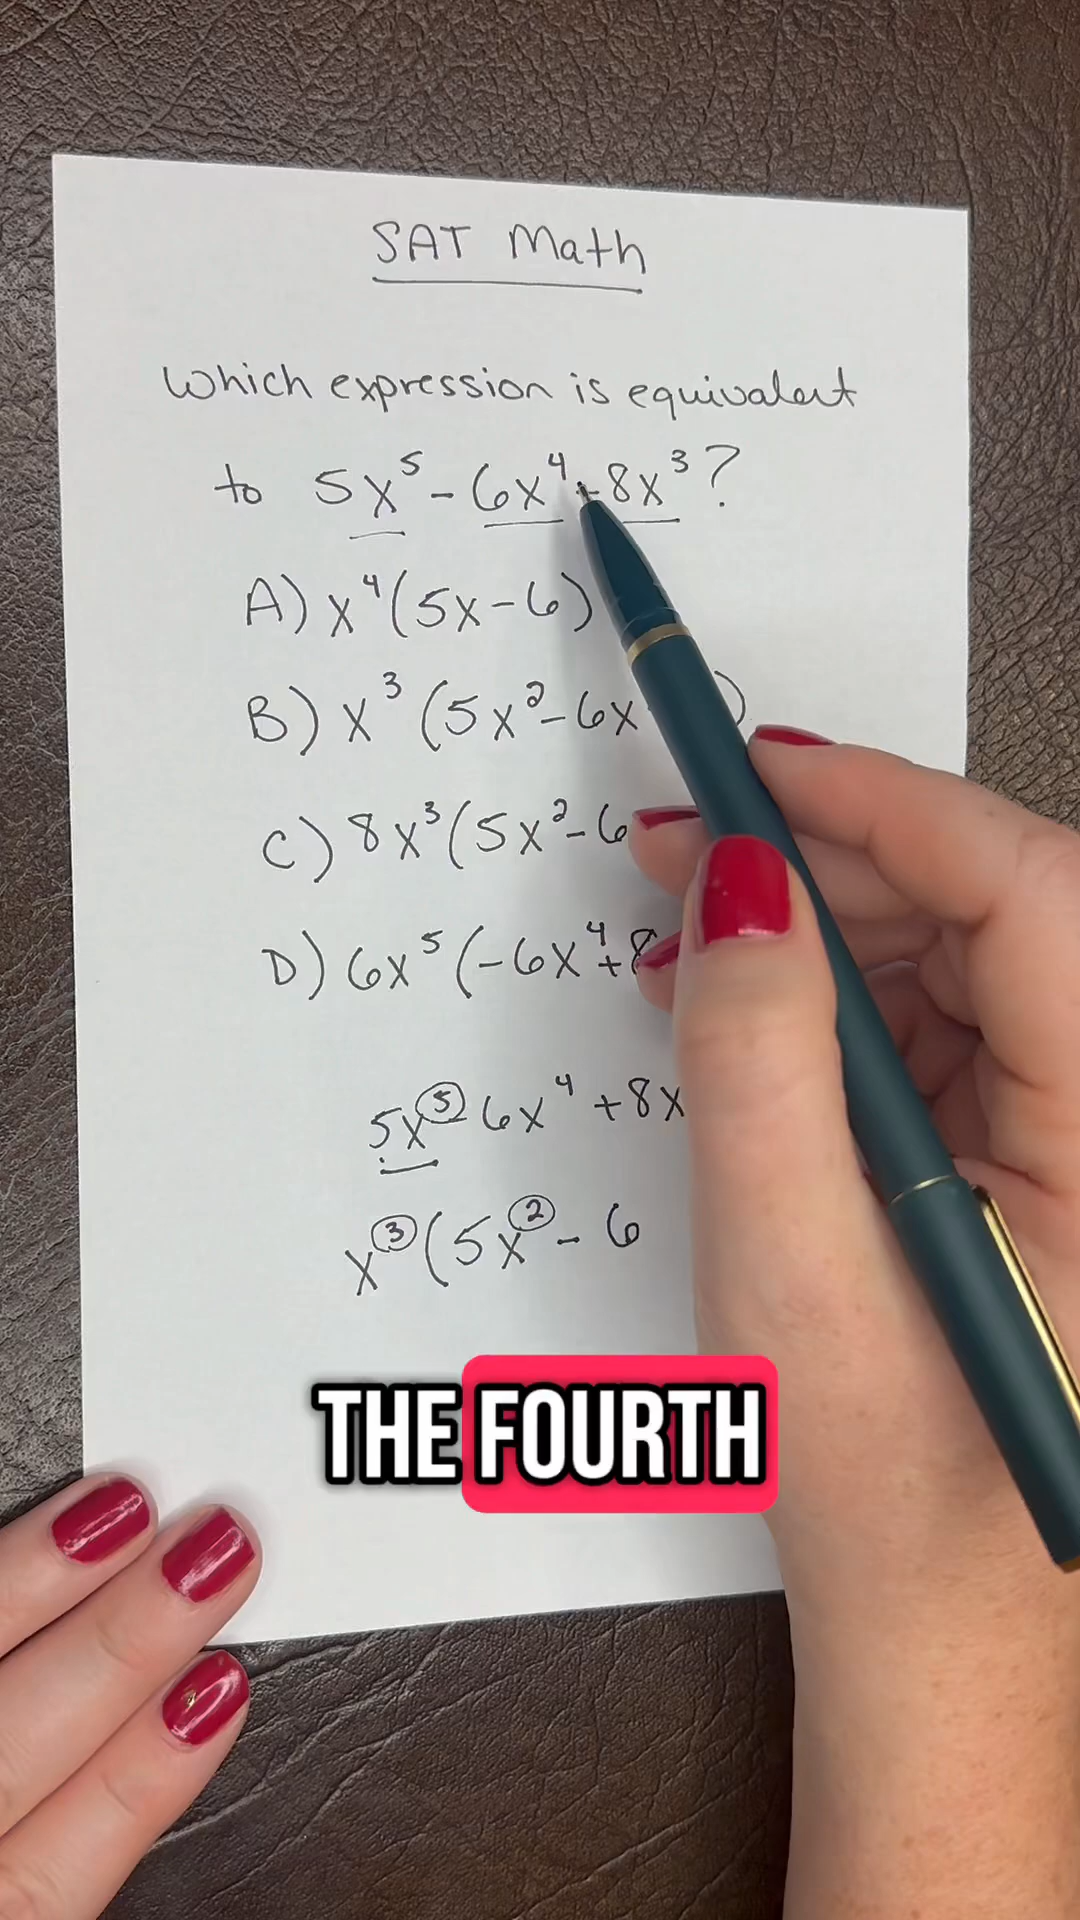 SAT Math
Which expression is equivalent
to 5x⁵ - 6x⁴ + 8x³?
A) x⁴(5x-6)
B) x³ (5x² - 6x )
C) 8x³(5x² - 6
D) 6x⁵ (-6x⁴ + 8
5x⁵ 6x⁴ + 8x
x³(5x² - 6
THE FOURTH